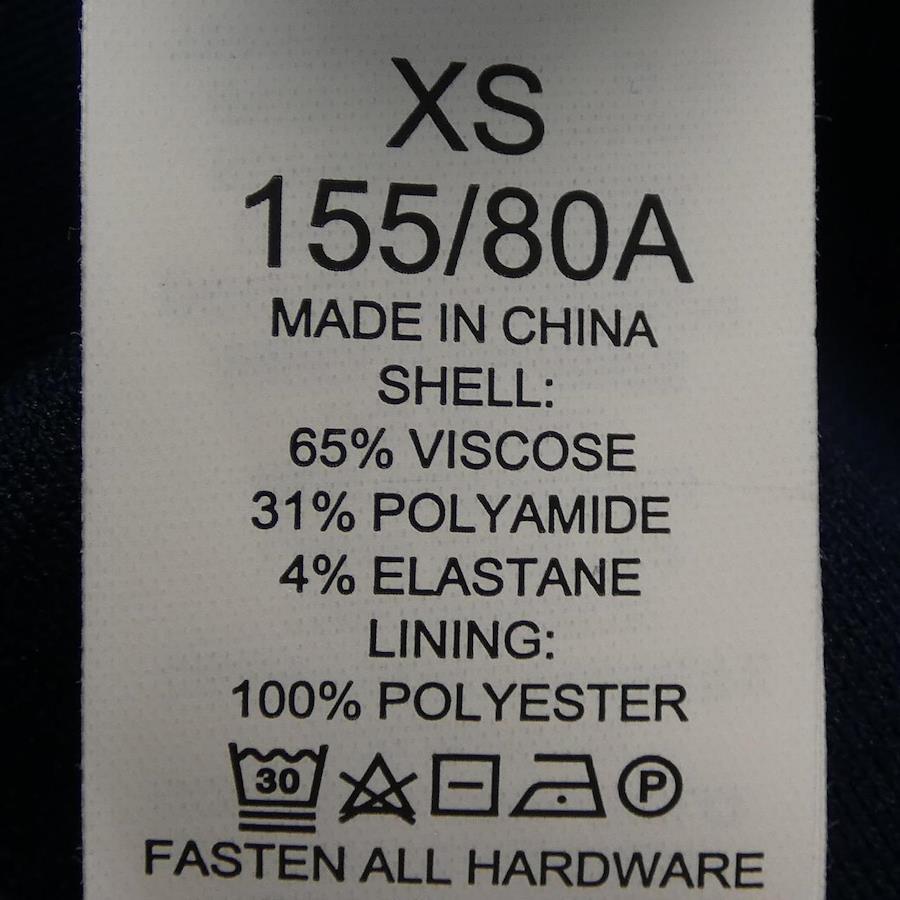 XS
155/80A
MADE IN CHINA
SHELL:
65% VISCOSE
31% POLYAMIDE
4% ELASTANE
LINING:
100% POLYESTER
30 P
FASTEN ALL HARDWARE